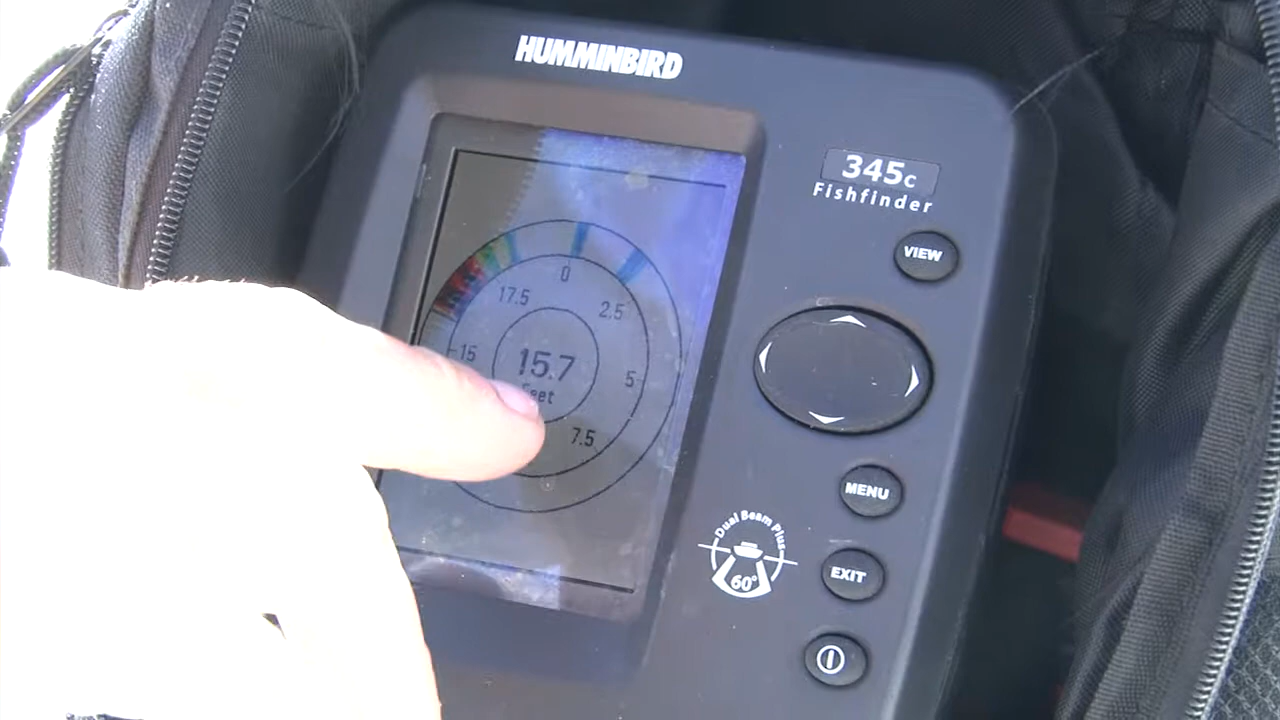 HUMMINBIRD
345c
Fishfinder
VIEW
0
17.5
2.5
15
15.7
5
7.5
MENU
Dual Beam Plus
60°
EXIT